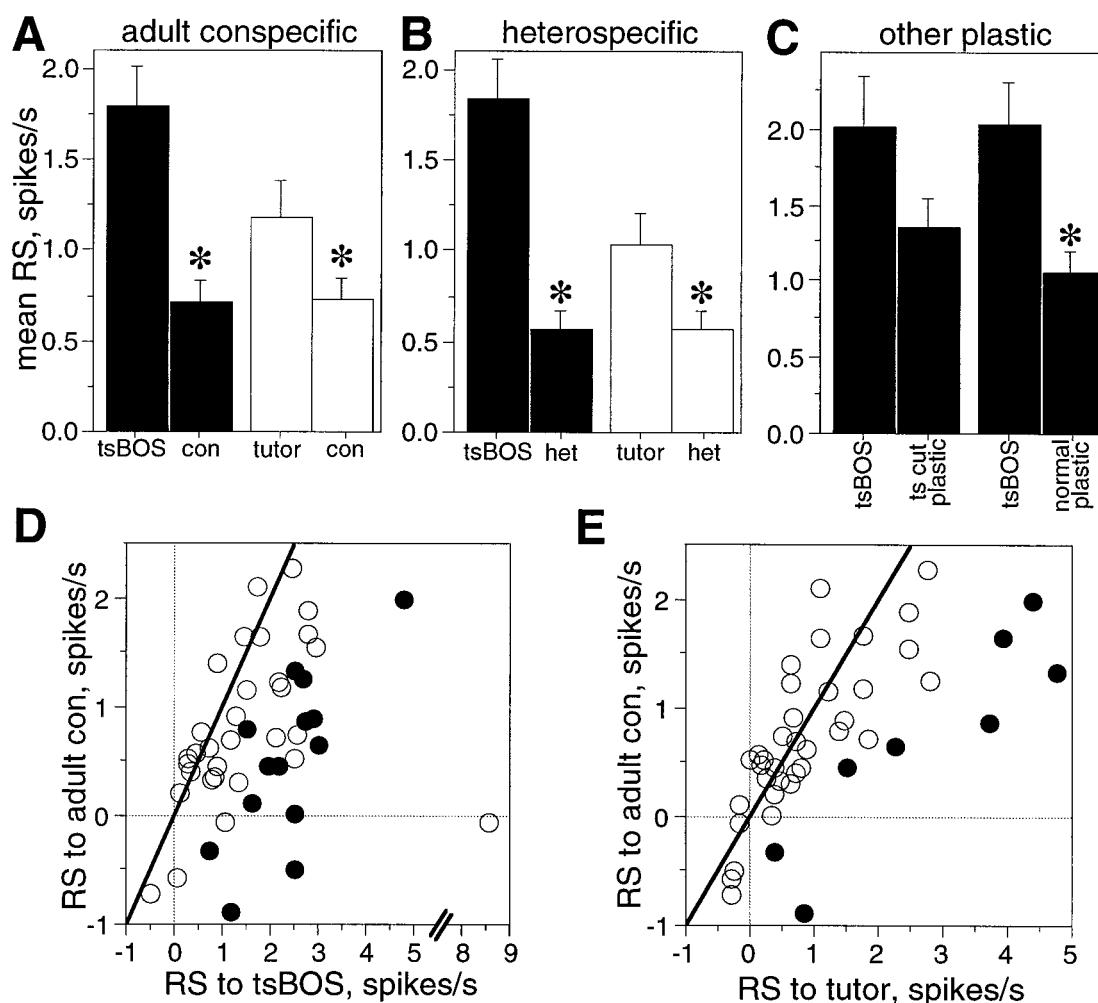 A adult conspecific
B heterospecific
C other plastic
mean RS, spikes/s
2.0
1.5
1.0
0.5
0.0
* *
tsBOS con tutor con
2.0
1.5
1.0
0.5
0.0
* *
tsBOS het tutor het
2.0
1.5
1.0
0.5
0.0
*
tsBOS
ts cut
plastic
tsBOS
normal
plastic
D
RS to adult con, spikes/s
2
1
0
-1
-1 0 1 2 3 4 5 8 9
RS to tsBOS, spikes/s
E
RS to adult con, spikes/s
2
1
0
-1
-1 0 1 2 3 4 5
RS to tutor, spikes/s